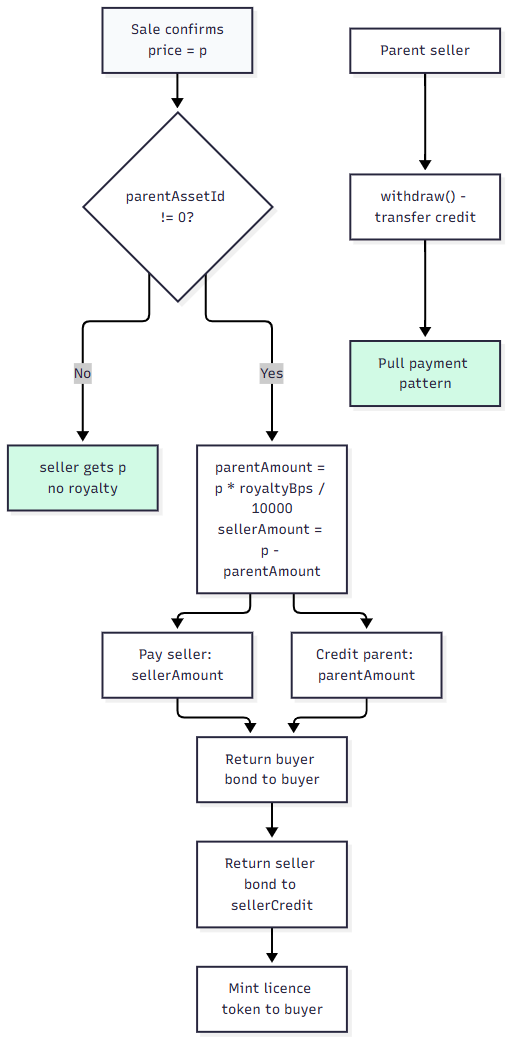 Sale confirms
price = p
Parent seller
parentAssetId
!= 0?
withdraw() -
transfer credit
No
Yes
Pull payment
pattern
seller gets p
no royalty
parentAmount =
p * royaltyBps /
10000
sellerAmount =
p -
parentAmount
Pay seller:
sellerAmount
Credit parent:
parentAmount
Return buyer
bond to buyer
Return seller
bond to
sellerCredit
Mint licence
token to buyer